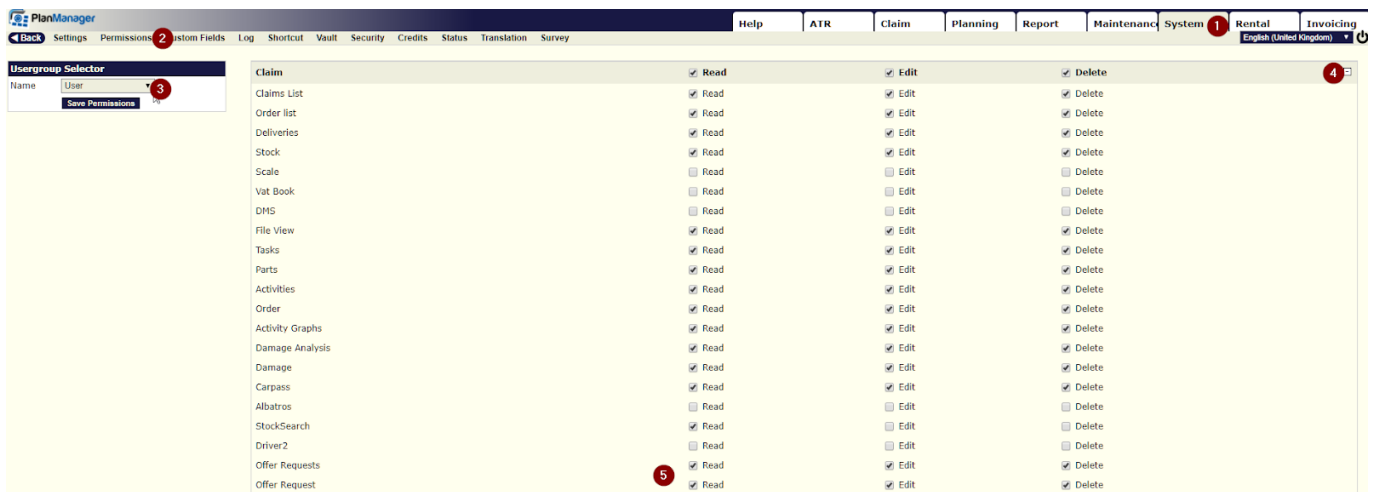 PlanManager
Help ATR Claim Planning Report Maintenanc System 1 Rental Invoicing
Back Settings Permissions 2 ustom Fields Log Shortcut Vault Security Credits Status Translation Survey English (United Kingdom)
Usergroup Selector
Name User 3
Save Permissions
Claim Read Edit Delete 4
Claims List Read Edit Delete
Order list Read Edit Delete
Deliveries Read Edit Delete
Stock Read Edit Delete
Scale Read Edit Delete
Vat Book Read Edit Delete
DMS Read Edit Delete
File View Read Edit Delete
Tasks Read Edit Delete
Parts Read Edit Delete
Activities Read Edit Delete
Order Read Edit Delete
Activity Graphs Read Edit Delete
Damage Analysis Read Edit Delete
Damage Read Edit Delete
Carpass Read Edit Delete
Albatros Read Edit Delete
StockSearch Read Edit Delete
Driver2 Read Edit Delete
Offer Requests Read Edit Delete
5
Offer Request Read Edit Delete